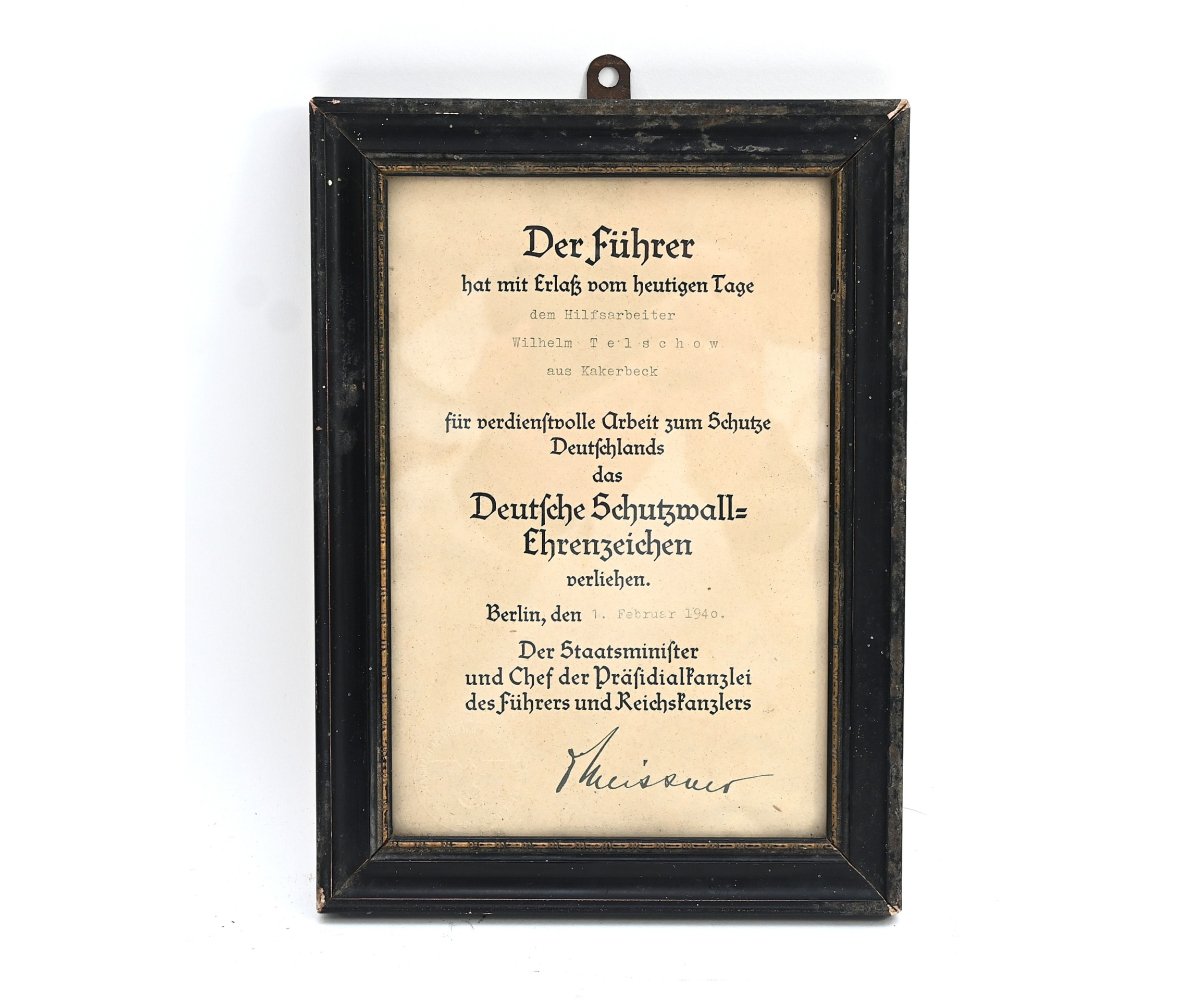 Der Führer
hat mit Erlaß vom heutigen Tage
dem Hilfsarbeiter
Wilhelm T e l s c h o w
aus Kakerbeck
für verdienstvolle Arbeit zum Schutze
Deutschlands
das
Deutsche Schutzwall=
Ehrenzeichen
verliehen.
Berlin, den 1. Februar 1940.
Der Staatsminister
und Chef der Präsidialkanzlei
des Führers und Reichskanzlers
Meissner